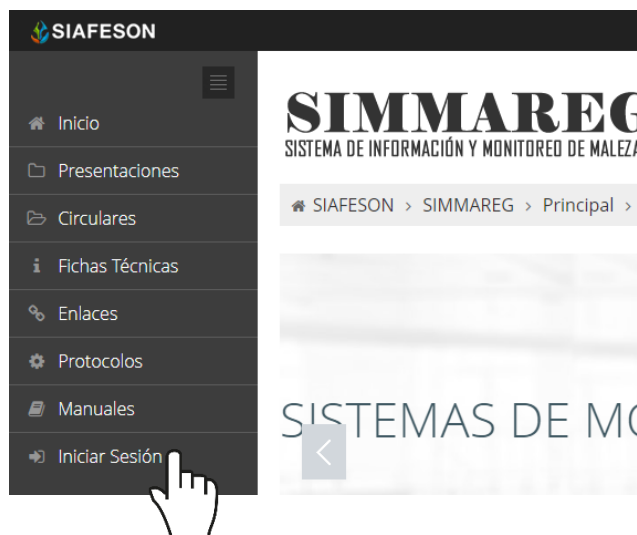 SIAFESON
Inicio
Presentaciones
Circulares
Fichas Técnicas
Enlaces
Protocolos
Manuales
Iniciar Sesión
SIMMAREG
SISTEMA DE INFORMACIÓN Y MONITOREO DE MALEZA
SIAFESON > SIMMAREG > Principal >
SISTEMAS DE MO